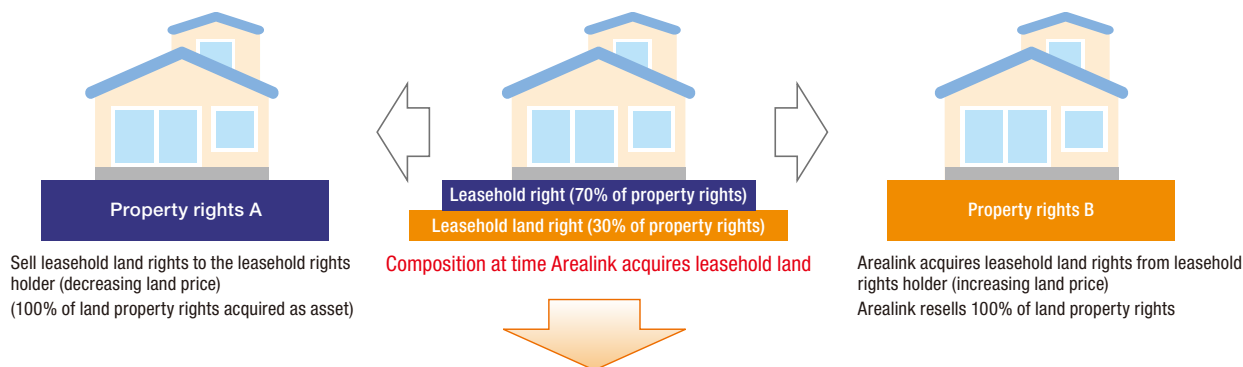 Property rights A
Sell leasehold land rights to the leasehold rights
holder (decreasing land price)
(100% of land property rights acquired as asset)
Leasehold right (70% of property rights)
Leasehold land right (30% of property rights)
Composition at time Arealink acquires leasehold land
Property rights B
Arealink acquires leasehold land rights from leasehold
rights holder (increasing land price)
Arealink resells 100% of land property rights